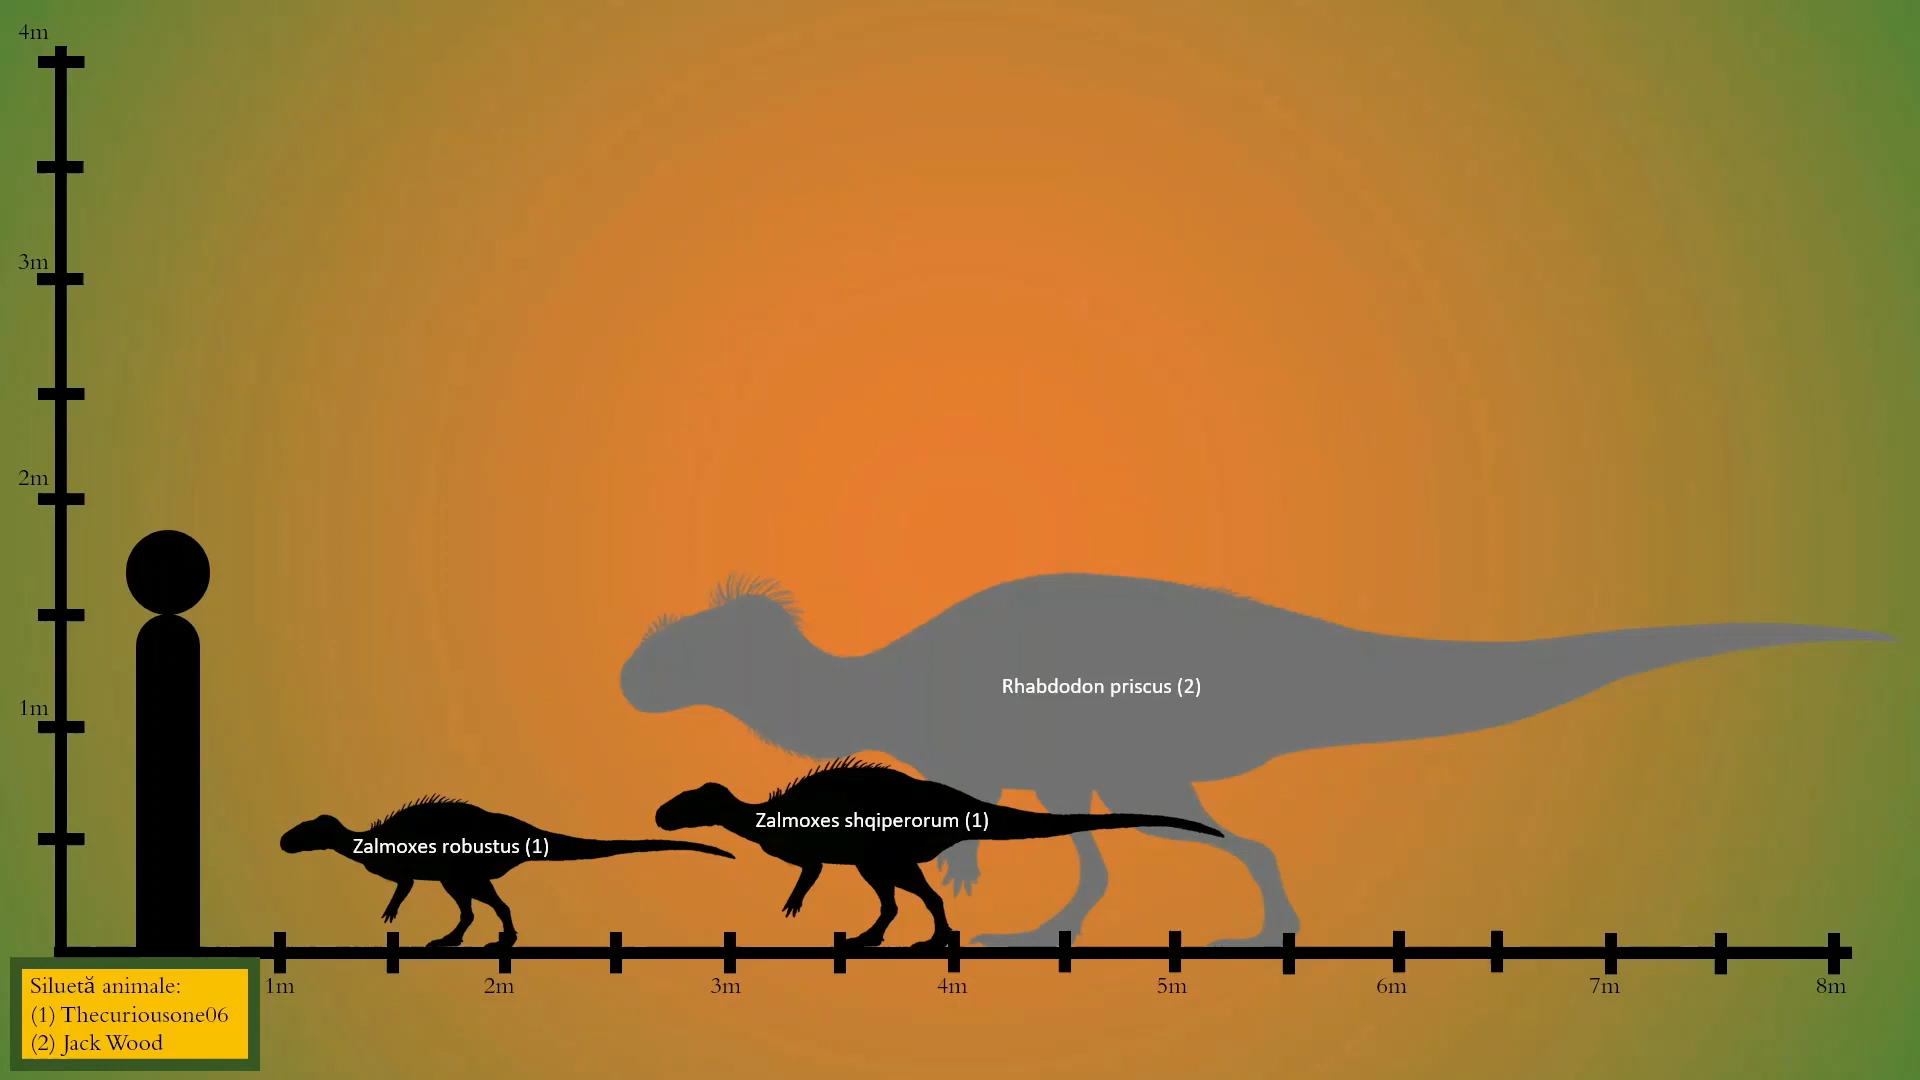 4m
3m
2m
1m
Rhabdodon priscus (2)
Zalmoxes shqiperorum (1)
Zalmoxes robustus (1)
1m
2m
3m
4m
5m
6m
7m
8m
Siluetă animale:
(1) Thecuriousone06
(2) Jack Wood